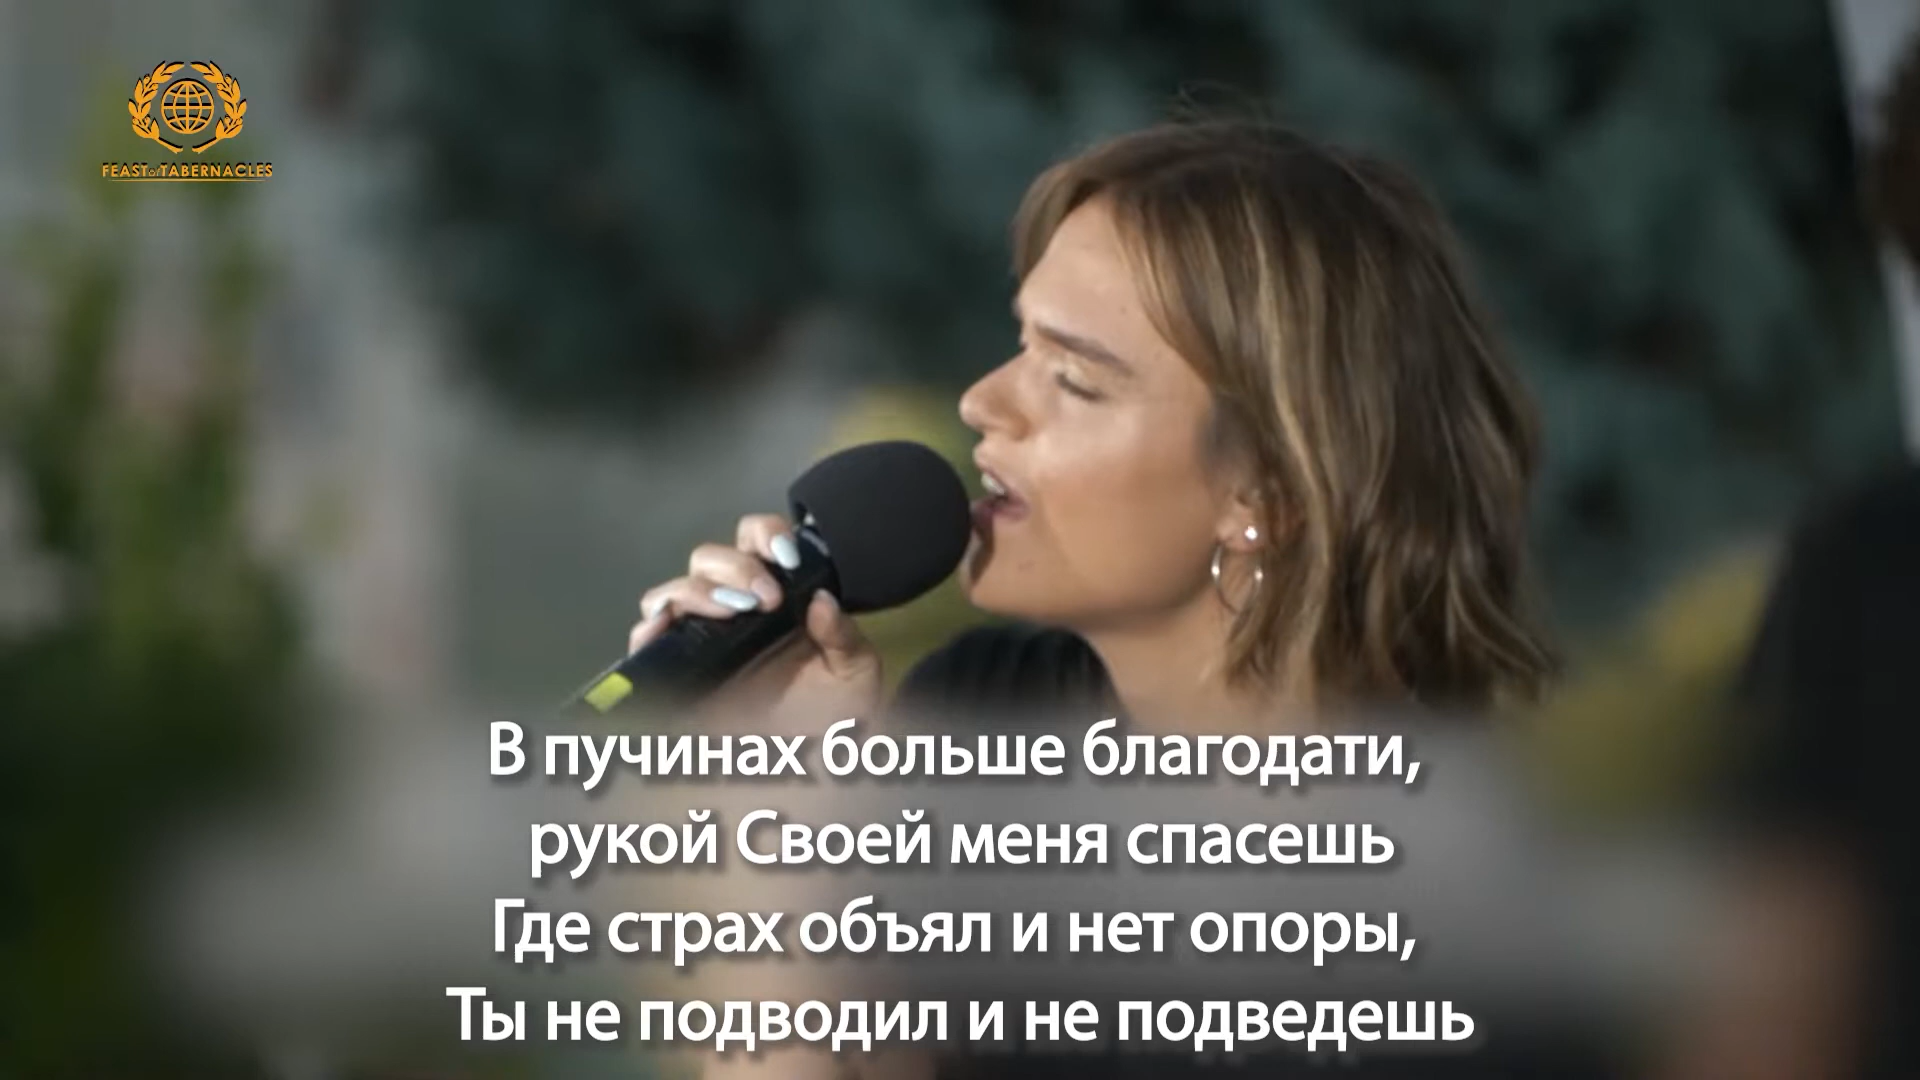 FEAST of TABERNACLES
В пучинах больше благодати,
рукой Своей меня спасешь
Где страх объял и нет опоры,
Ты не подводил и не подведешь